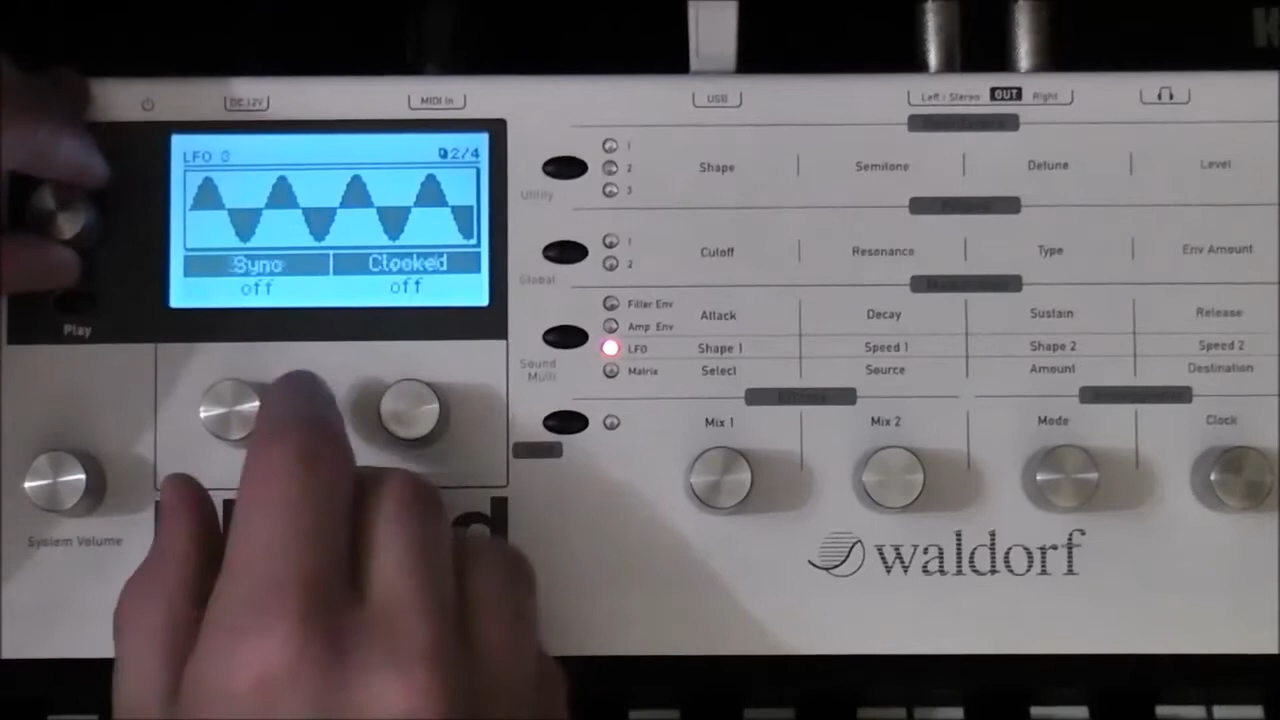 DC 12V
MIDI In
USB
Left / Stereo OUT Right
LFO
2/4
Sync Clocked
off off
Play
System Volume
Utility
Global
Sound
Multi
1
2
3
Shape Semitone Detune Level
1
2
Cutoff Resonance Type Env Amount
Filter Env
Attack Decay Sustain Release
Amp Env
LFO Shape 1 Speed 1 Shape 2 Speed 2
Matrix Select Source Amount Destination
Mix 1 Mix 2 Mode Clock
waldorf